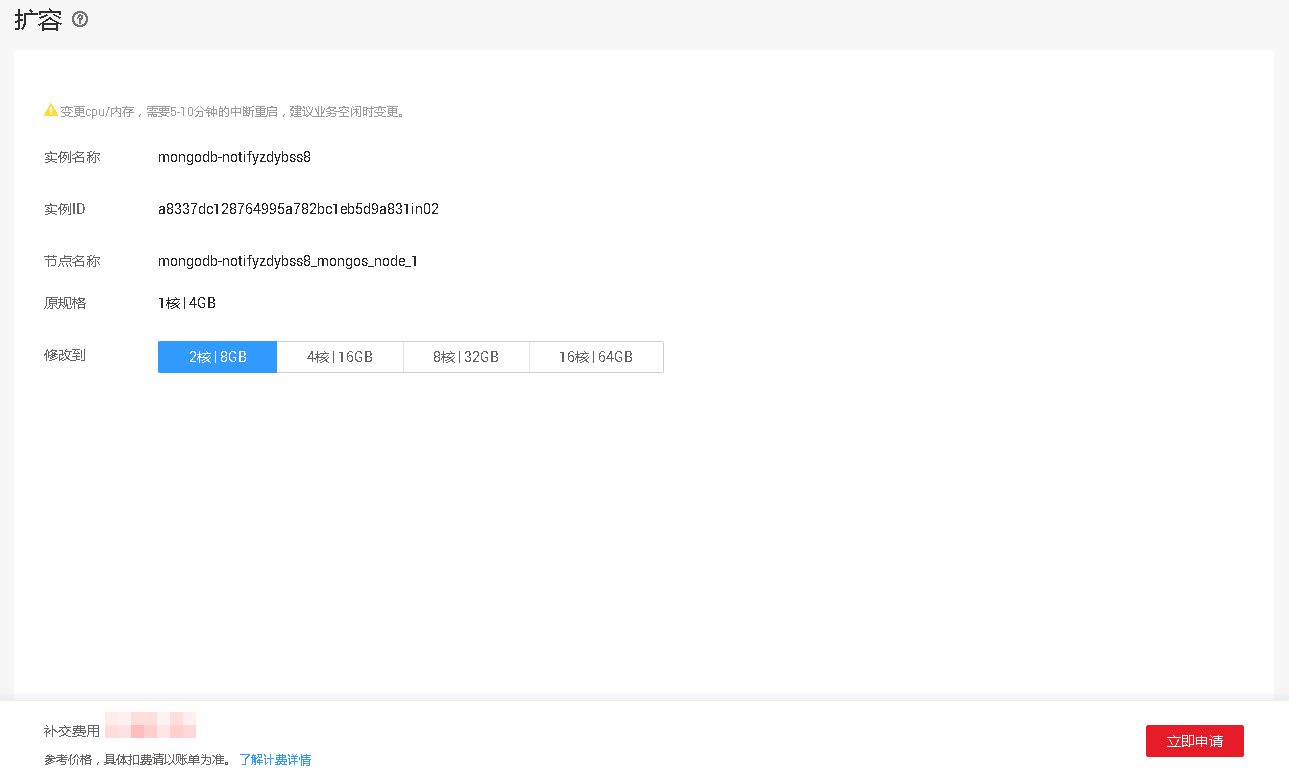 扩容 ?
变更cpu/内存，需要5-10分钟的中断重启，建议业务空闲时变更。
实例名称 mongodb-notifyzdybss8
实例ID a8337dc128764995a782bc1eb5d9a831in02
节点名称 mongodb-notifyzdybss8_mongos_node_1
原规格 1核 | 4GB
修改到 2核 | 8GB 4核 | 16GB 8核 | 32GB 16核 | 64GB
补交费用
立即申请
参考价格，具体扣费请以账单为准。 了解计费详情